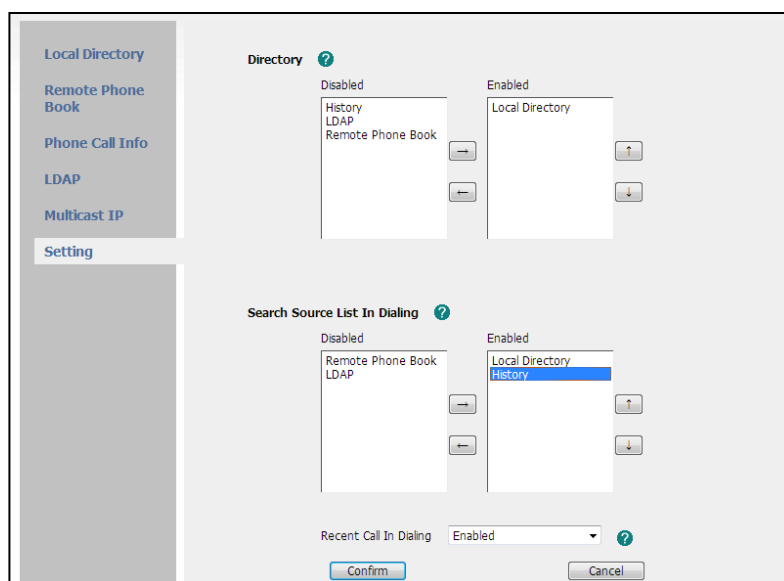 Local Directory
Remote Phone
Book
Phone Call Info
LDAP
Multicast IP
Setting
Directory ?
Disabled
History
LDAP
Remote Phone Book
→
←
Enabled
Local Directory
↑
↓
Search Source List In Dialing ?
Disabled
Remote Phone Book
LDAP
→
←
Enabled
Local Directory
History
↑
↓
Recent Call In Dialing Enabled ?
Confirm Cancel